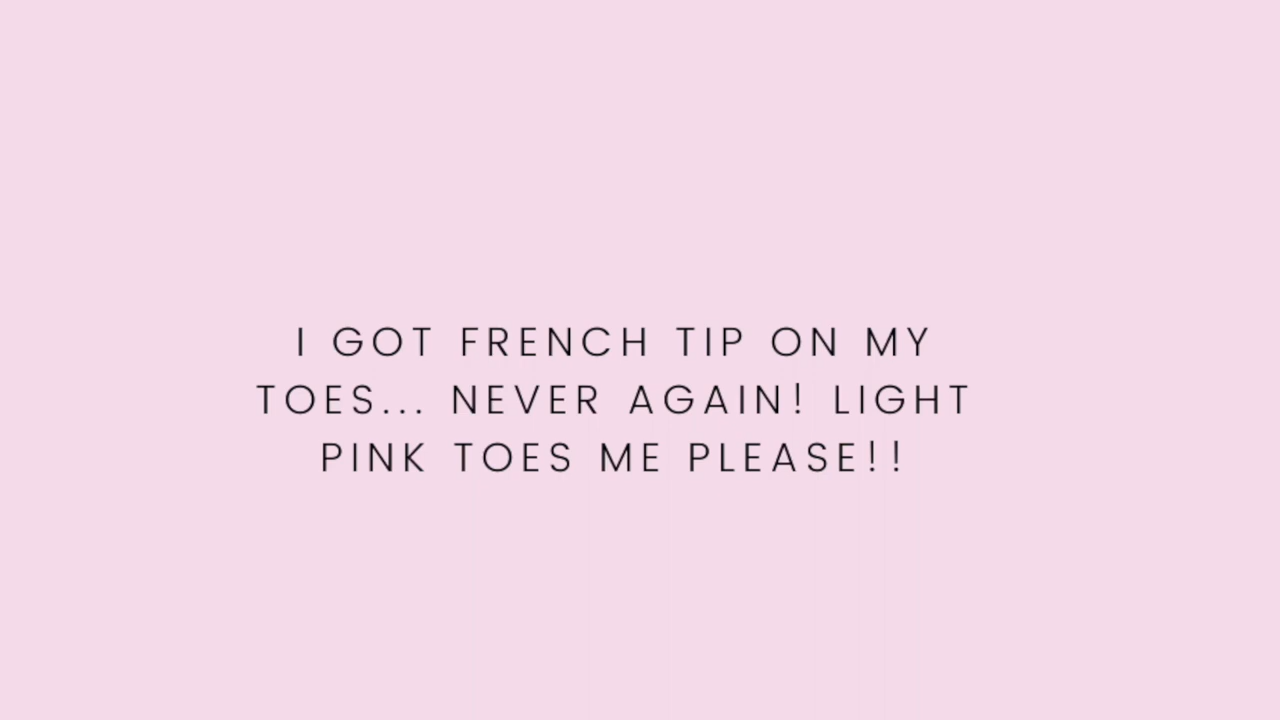 I GOT FRENCH TIP ON MY
TOES... NEVER AGAIN! LIGHT
PINK TOES ME PLEASE!!